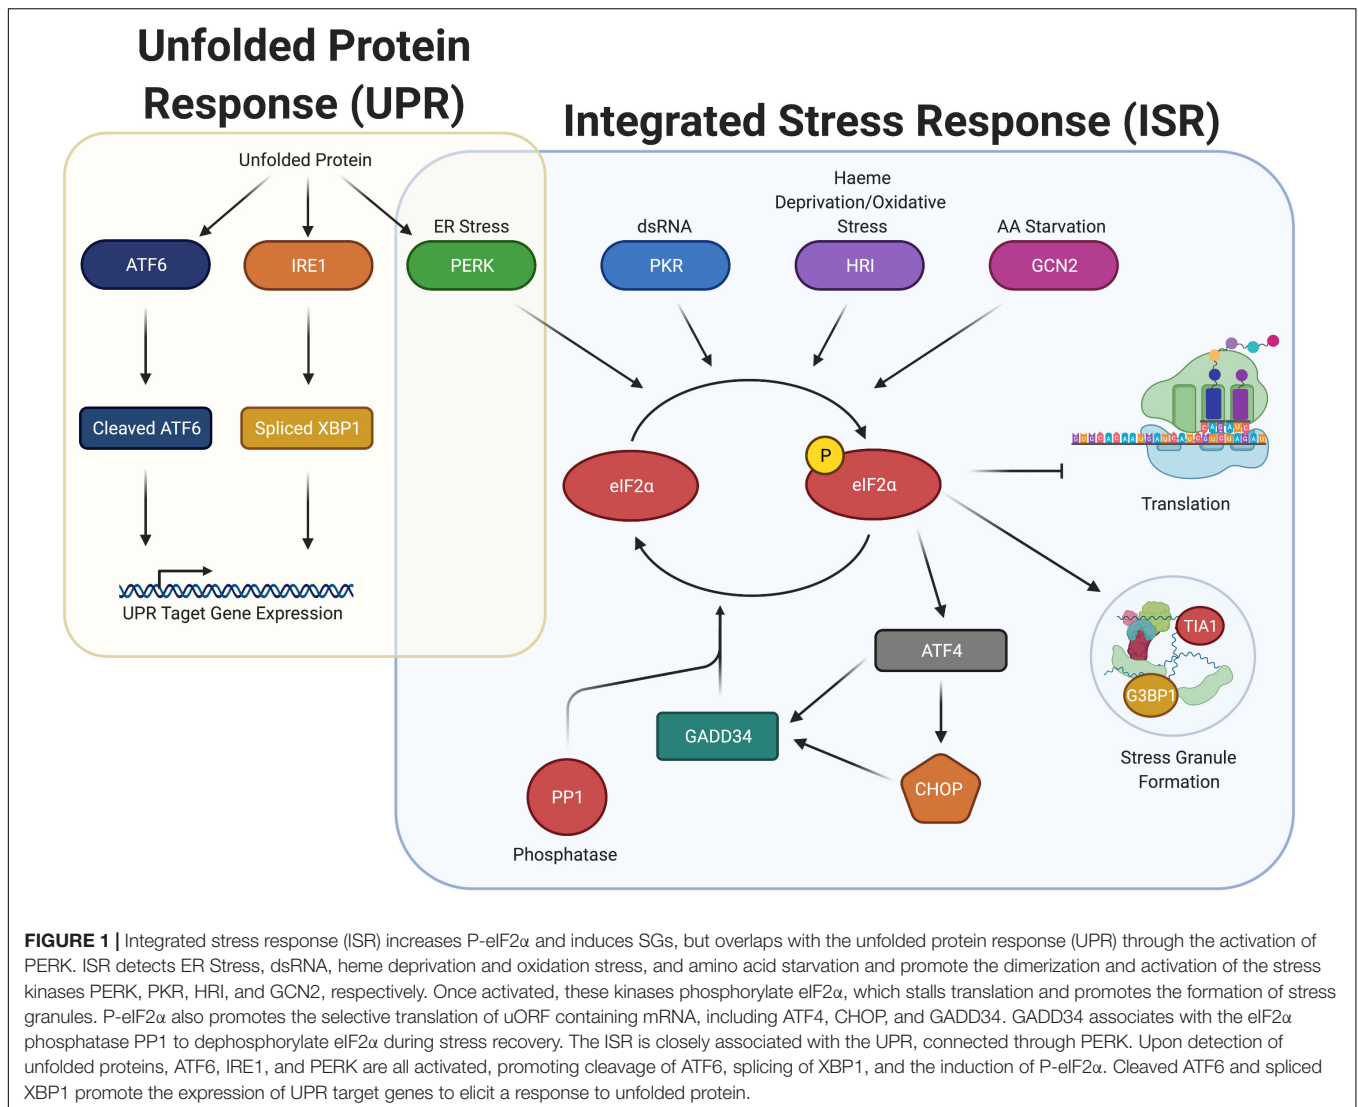 Unfolded Protein
Response (UPR)
Integrated Stress Response (ISR)
Unfolded Protein
ER Stress
dsRNA
Haeme
Deprivation/Oxidative
Stress
AA Starvation
ATF6
IRE1
PERK
PKR
HRI
GCN2
Cleaved ATF6
Spliced XBP1
UPR Taget Gene Expression
eIF2α
P
eIF2α
Translation
ATF4
GADD34
CHOP
PP1
Phosphatase
TIA1
G3BP1
Stress Granule
Formation
FIGURE 1 | Integrated stress response (ISR) increases P-eIF2α and induces SGs, but overlaps with the unfolded protein response (UPR) through the activation of
PERK. ISR detects ER Stress, dsRNA, heme deprivation and oxidation stress, and amino acid starvation and promote the dimerization and activation of the stress
kinases PERK, PKR, HRI, and GCN2, respectively. Once activated, these kinases phosphorylate eIF2α, which stalls translation and promotes the formation of stress
granules. P-eIF2α also promotes the selective translation of uORF containing mRNA, including ATF4, CHOP, and GADD34. GADD34 associates with the eIF2α
phosphatase PP1 to dephosphorylate eIF2α during stress recovery. The ISR is closely associated with the UPR, connected through PERK. Upon detection of
unfolded proteins, ATF6, IRE1, and PERK are all activated, promoting cleavage of ATF6, splicing of XBP1, and the induction of P-eIF2α. Cleaved ATF6 and spliced
XBP1 promote the expression of UPR target genes to elicit a response to unfolded protein.